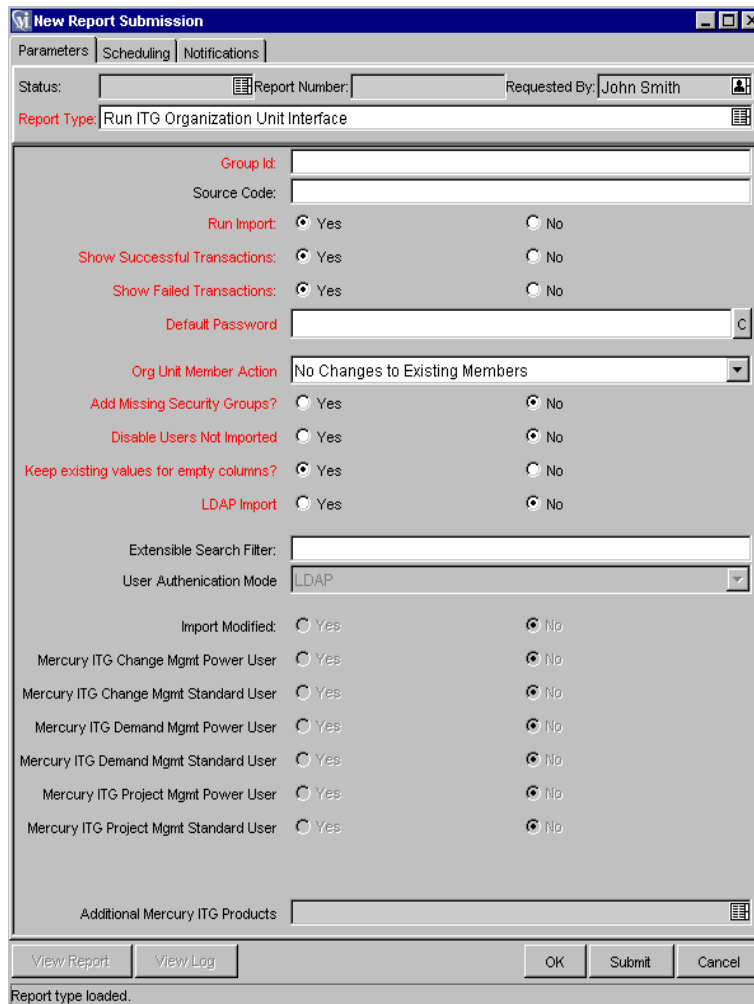 New Report Submission
Parameters Scheduling Notifications
Status: Report Number: Requested By: John Smith
Report Type: Run ITG Organization Unit Interface
Group Id:
Source Code:
Run Import: Yes No
Show Successful Transactions: Yes No
Show Failed Transactions: Yes No
Default Password C
Org Unit Member Action No Changes to Existing Members
Add Missing Security Groups? Yes No
Disable Users Not Imported Yes No
Keep existing values for empty columns? Yes No
LDAP Import Yes No
Extensible Search Filter:
User Authenication Mode LDAP
Import Modified: Yes No
Mercury ITG Change Mgmt Power User Yes No
Mercury ITG Change Mgmt Standard User Yes No
Mercury ITG Demand Mgmt Power User Yes No
Mercury ITG Demand Mgmt Standard User Yes No
Mercury ITG Project Mgmt Power User Yes No
Mercury ITG Project Mgmt Standard User Yes No
Additional Mercury ITG Products
View Report View Log OK Submit Cancel
Report type loaded.